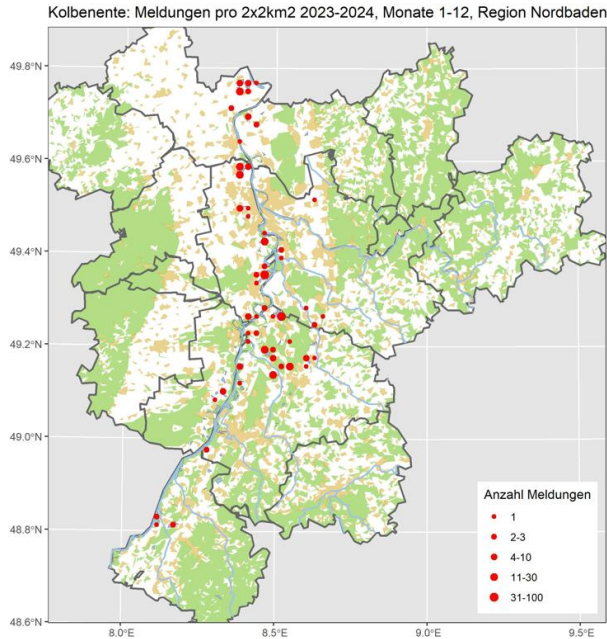 Kolbenente: Meldungen pro 2x2km2 2023-2024, Monate 1-12, Region Nordbaden
49.8°N
49.6°N
49.4°N
49.2°N
49.0°N
48.8°N
48.6°N
Anzahl Meldungen
1
2-3
4-10
11-30
31-100
8.0°E
8.5°E
9.0°E
9.5°E